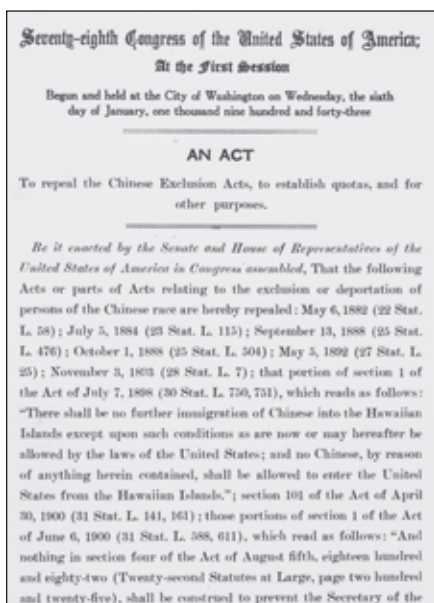 Seventy-eighth Congress of the United States of America;
At the First Session
Begun and held at the City of Washington on Wednesday, the sixth
day of January, one thousand nine hundred and forty-three
AN ACT
To repeal the Chinese Exclusion Acts, to establish quotas, and for
other purposes.
Be it enacted by the Senate and House of Representatives of the
United States of America in Congress assembled, That the following
Acts or parts of Acts relating to the exclusion or deportation of
persons of the Chinese race are hereby repealed: May 6, 1882 (22 Stat.
L. 58); July 5, 1884 (23 Stat. L. 115); September 13, 1888 (25 Stat.
L. 476); October 1, 1888 (25 Stat. L. 504); May 5, 1892 (27 Stat. L.
25); November 3, 1893 (28 Stat. L. 7); that portion of section 1 of
the Act of July 7, 1898 (30 Stat. L. 750, 751), which reads as follows:
"There shall be no further immigration of Chinese into the Hawaiian
Islands except upon such conditions as are now or may hereafter be
allowed by the laws of the United States; and no Chinese, by reason
of anything herein contained, shall be allowed to enter the United
States from the Hawaiian Islands."; section 101 of the Act of April
30, 1900 (31 Stat. L. 141, 161); those portions of section 1 of the Act
of June 6, 1900 (31 Stat. L. 588, 611), which read as follows: "And
nothing in section four of the Act of August fifth, eighteen hundred
and eighty-two (Twenty-second Statutes at Large, page two hundred
and twenty-five), shall be construed to prevent the Secretary of the